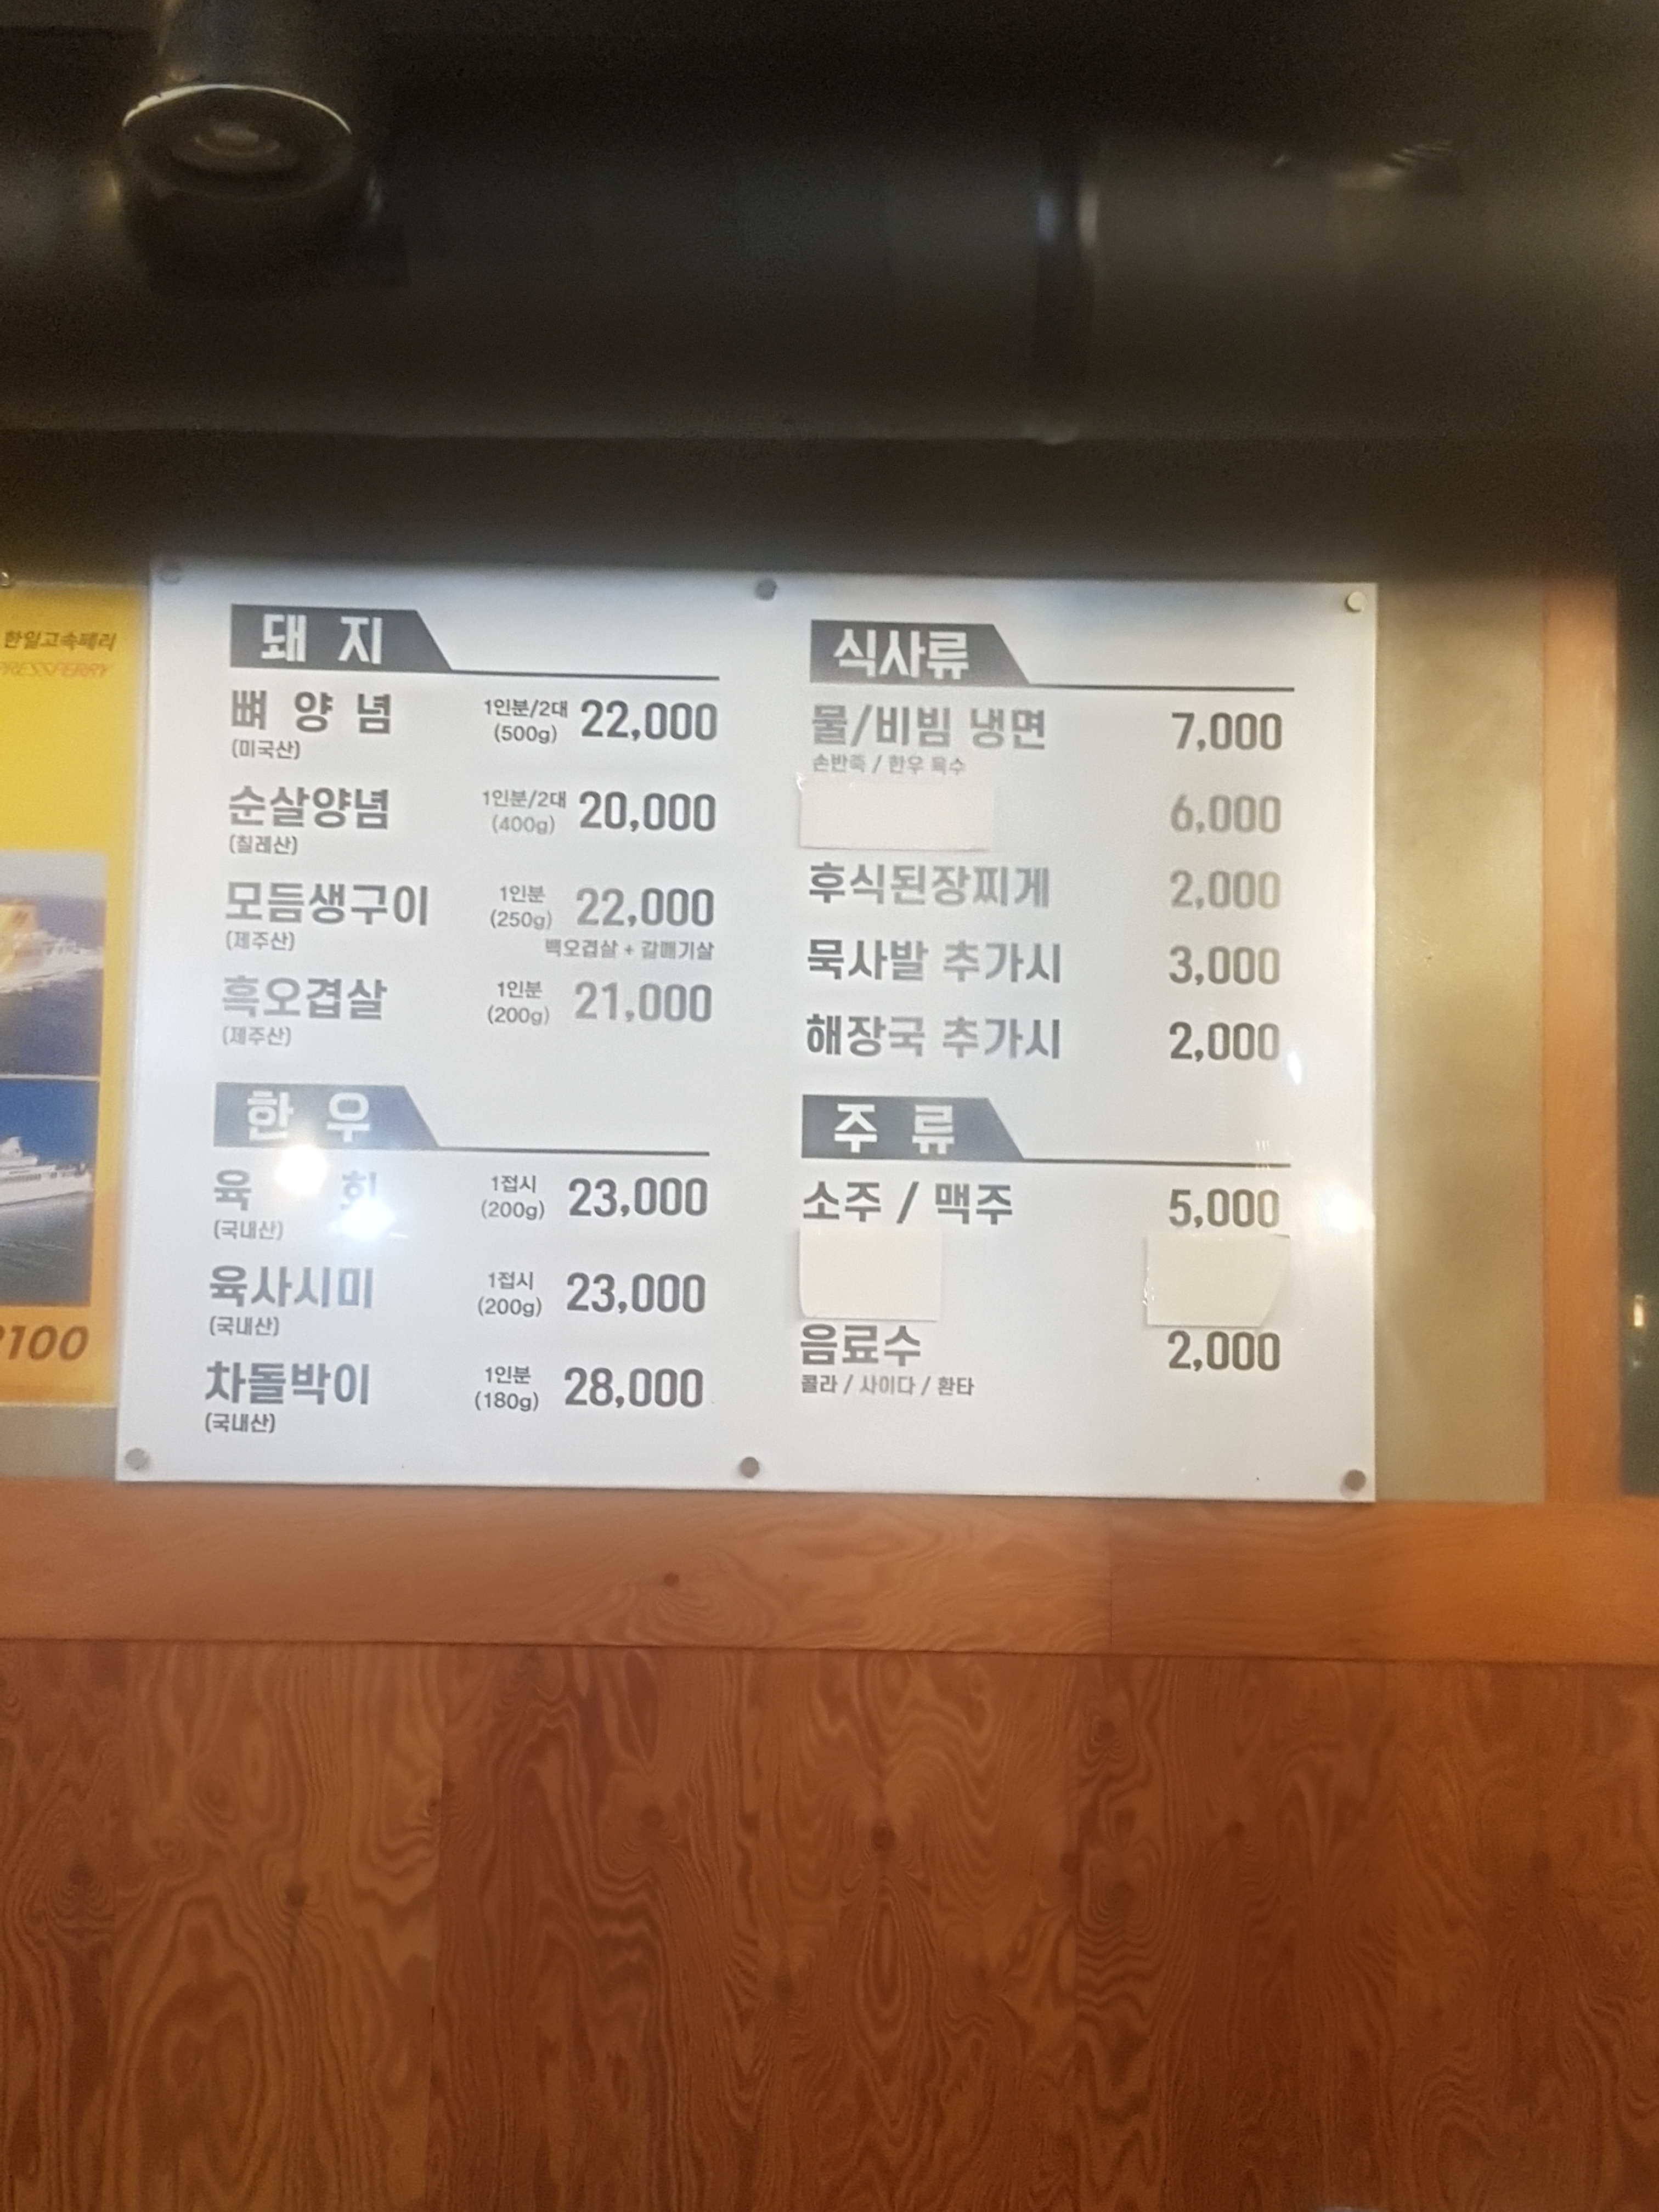 한일고속페리
PRESSFERRY
100
돼 지
뼈 양 념 1인분/2대 (500g) 22,000
(미국산)
순살양념 1인분/2대 (400g) 20,000
(칠레산)
모듬생구이 1인분 (250g) 22,000
(제주산) 백오겹살 + 갈매기살
흑오겹살 1인분 (200g) 21,000
(제주산)
한 우
육 회 1접시 (200g) 23,000
(국내산)
육사시미 1접시 (200g) 23,000
(국내산)
차돌박이 1인분 (180g) 28,000
(국내산)
식사류
물/비빔 냉면 7,000
손반죽 / 한우 육수
6,000
후식된장찌게 2,000
묵사발 추가시 3,000
해장국 추가시 2,000
주 류
소주 / 맥주 5,000
음료수 2,000
콜라 / 사이다 / 환타